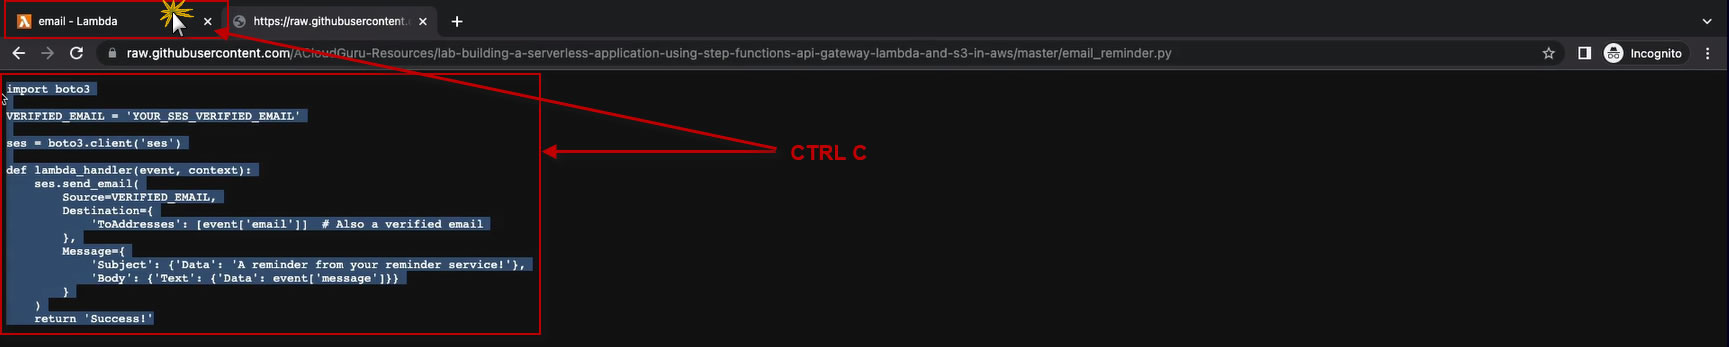 email - Lambda
https://raw.githubusercontent.
raw.githubusercontent.com/ACloudGuru-Resources/lab-building-a-serverless-application-using-step-functions-api-gateway-lambda-and-s3-in-aws/master/email_reminder.py
Incognito
import boto3
VERIFIED_EMAIL = 'YOUR_SES_VERIFIED_EMAIL'
ses = boto3.client('ses')
def lambda_handler(event, context):
    ses.send_email(
        Source=VERIFIED_EMAIL,
        Destination={
            'ToAddresses': [event['email']]  # Also a verified email
        },
        Message={
            'Subject': {'Data': 'A reminder from your reminder service!'},
            'Body': {'Text': {'Data': event['message']}}
        }
    )
    return 'Success!'
CTRL C